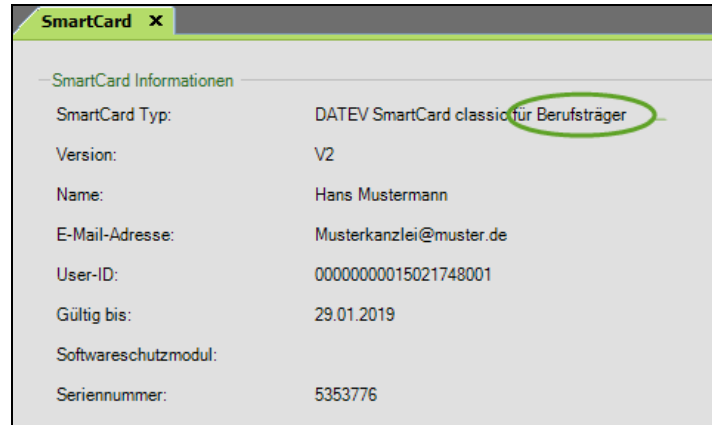 SmartCard X
SmartCard Informationen
SmartCard Typ: DATEV SmartCard classic für Berufsträger
Version: V2
Name: Hans Mustermann
E-Mail-Adresse: Musterkanzlei@muster.de
User-ID: 00000000015021748001
Gültig bis: 29.01.2019
Softwareschutzmodul:
Seriennummer: 5353776